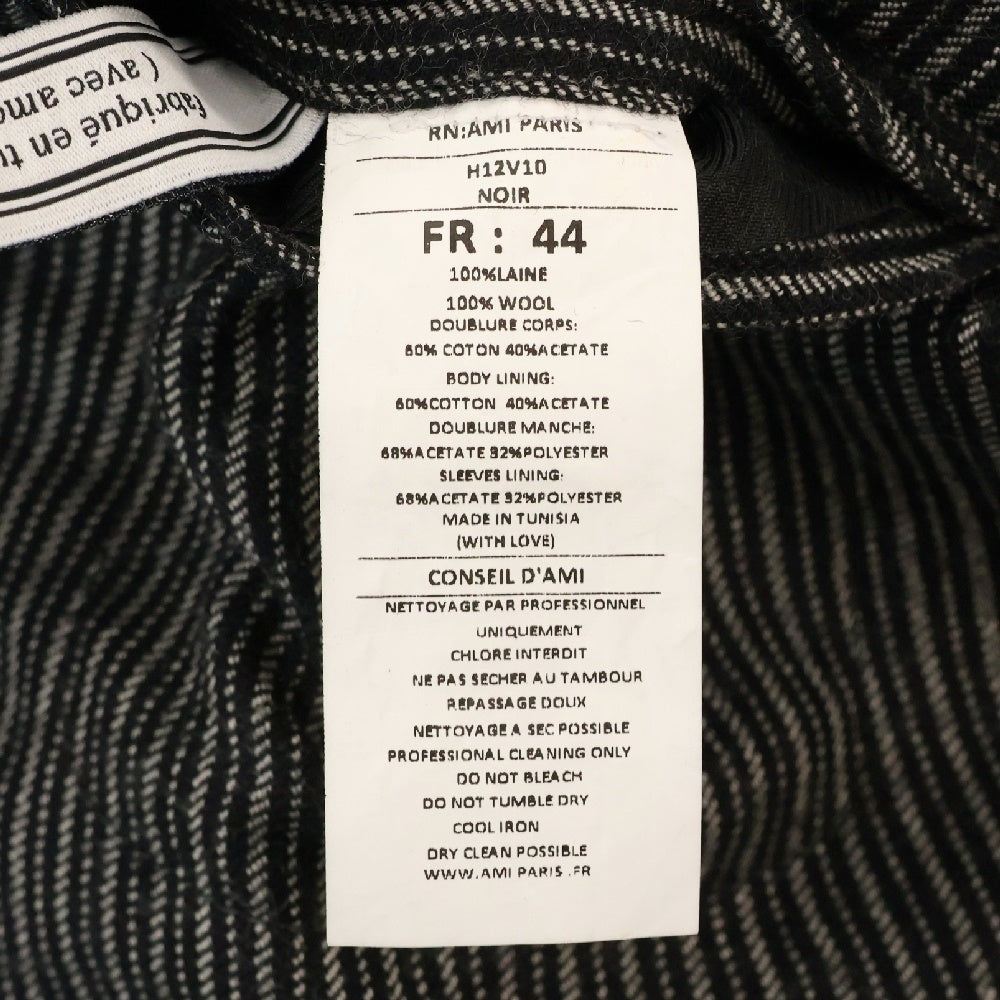 fabriqué en tu
( avec amo
RN:AMI PARIS
H12V10
NOIR
FR : 44
100%LAINE
100% WOOL
DOUBLURE CORPS:
60% COTON 40%ACETATE
BODY LINING:
60%COTTON 40%ACETATE
DOUBLURE MANCHE:
68%ACETATE 32%POLYESTER
SLEEVES LINING:
68%ACETATE 32%POLYESTER
MADE IN TUNISIA
(WITH LOVE)
CONSEIL D'AMI
NETTOYAGE PAR PROFESSIONNEL
UNIQUEMENT
CHLORE INTERDIT
NE PAS SECHER AU TAMBOUR
REPASSAGE DOUX
NETTOYAGE A SEC POSSIBLE
PROFESSIONAL CLEANING ONLY
DO NOT BLEACH
DO NOT TUMBLE DRY
COOL IRON
DRY CLEAN POSSIBLE
WWW.AMI PARIS .FR